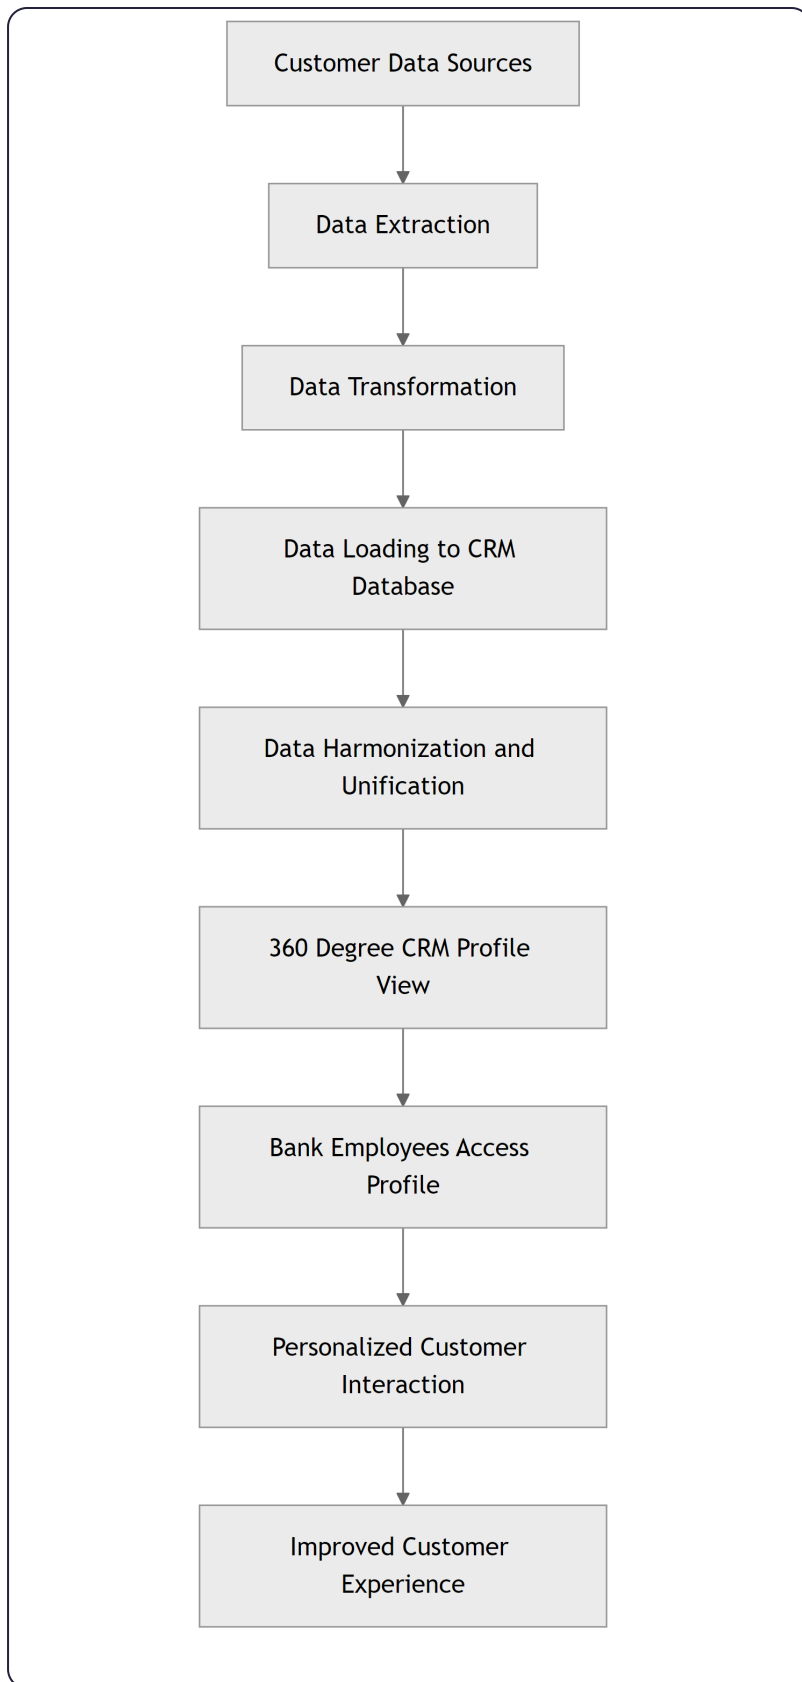 Customer Data Sources
Data Extraction
Data Transformation
Data Loading to CRM
Database
Data Harmonization and
Unification
360 Degree CRM Profile
View
Bank Employees Access
Profile
Personalized Customer
Interaction
Improved Customer
Experience